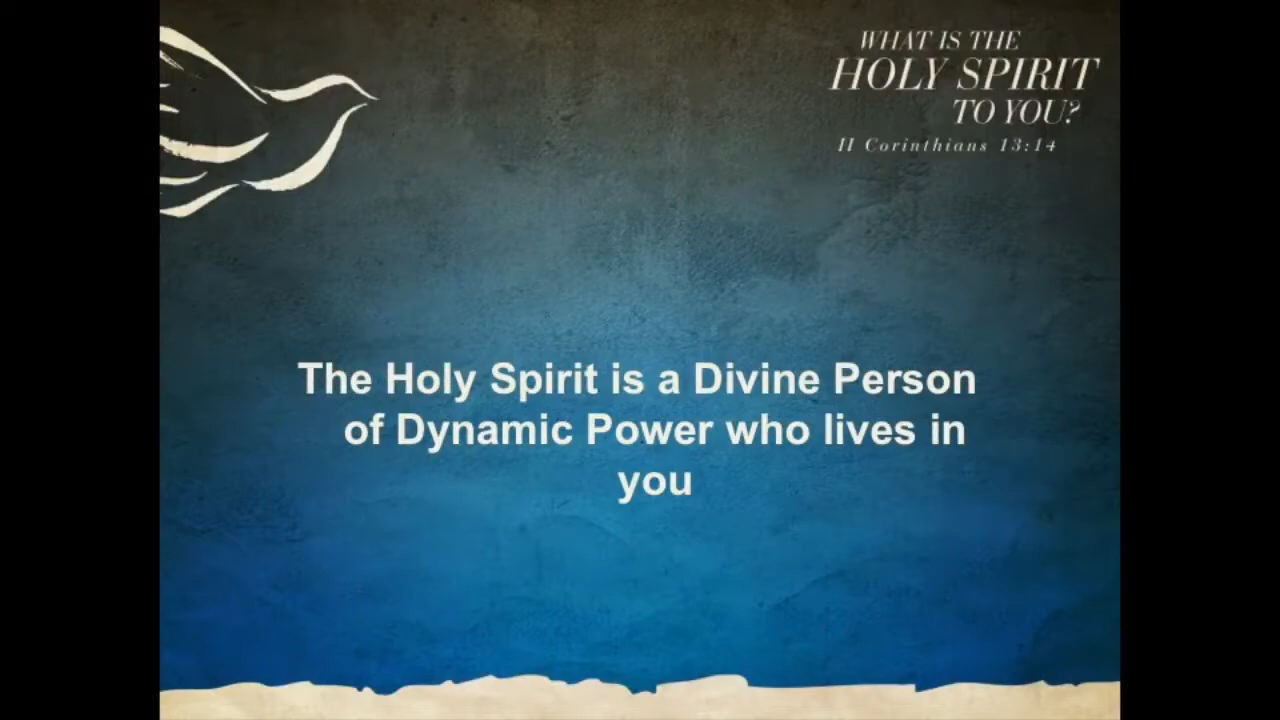 WHAT IS THE
HOLY SPIRIT
TO YOU?
II Corinthians 13:14
The Holy Spirit is a Divine Person
of Dynamic Power who lives in
you